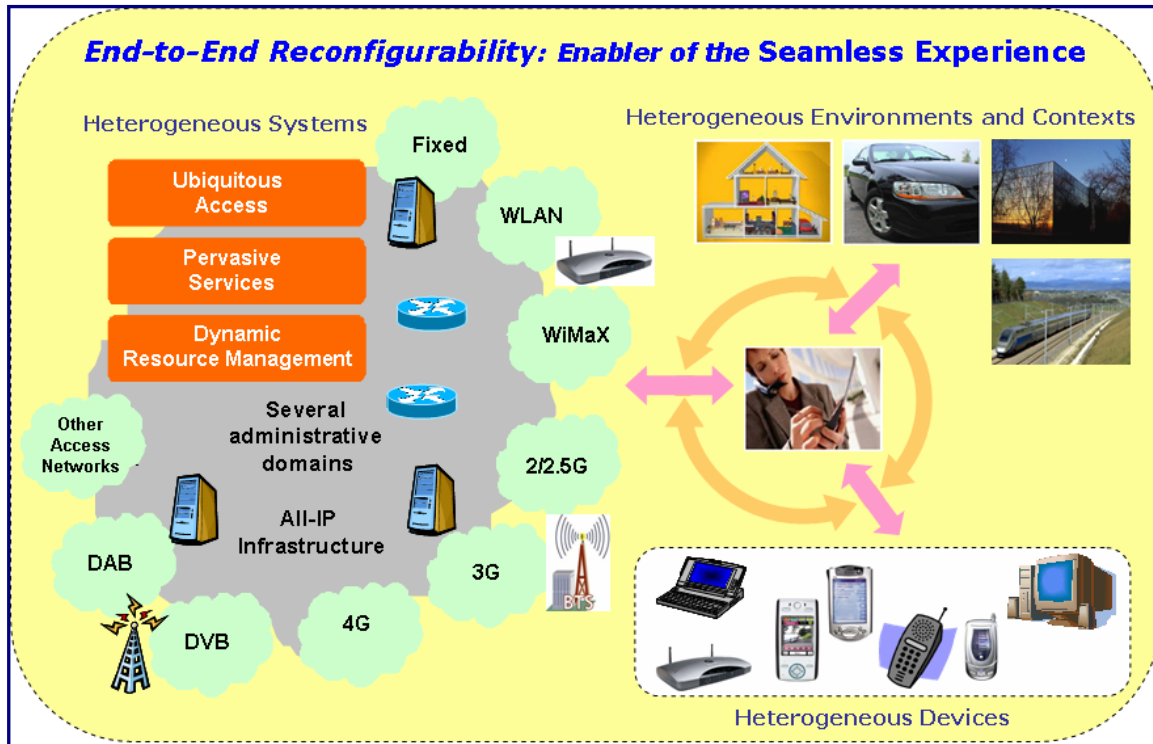 End-to-End Reconfigurability: Enabler of the Seamless Experience
Heterogeneous Systems
Ubiquitous
Access
Pervasive
Services
Dynamic
Resource Management
Fixed
WLAN
WiMaX
2/2.5G
3G
BTS
4G
DVB
DAB
Other
Access
Networks
Several
administrative
domains
All-IP
Infrastructure
Heterogeneous Environments and Contexts
Heterogeneous Devices